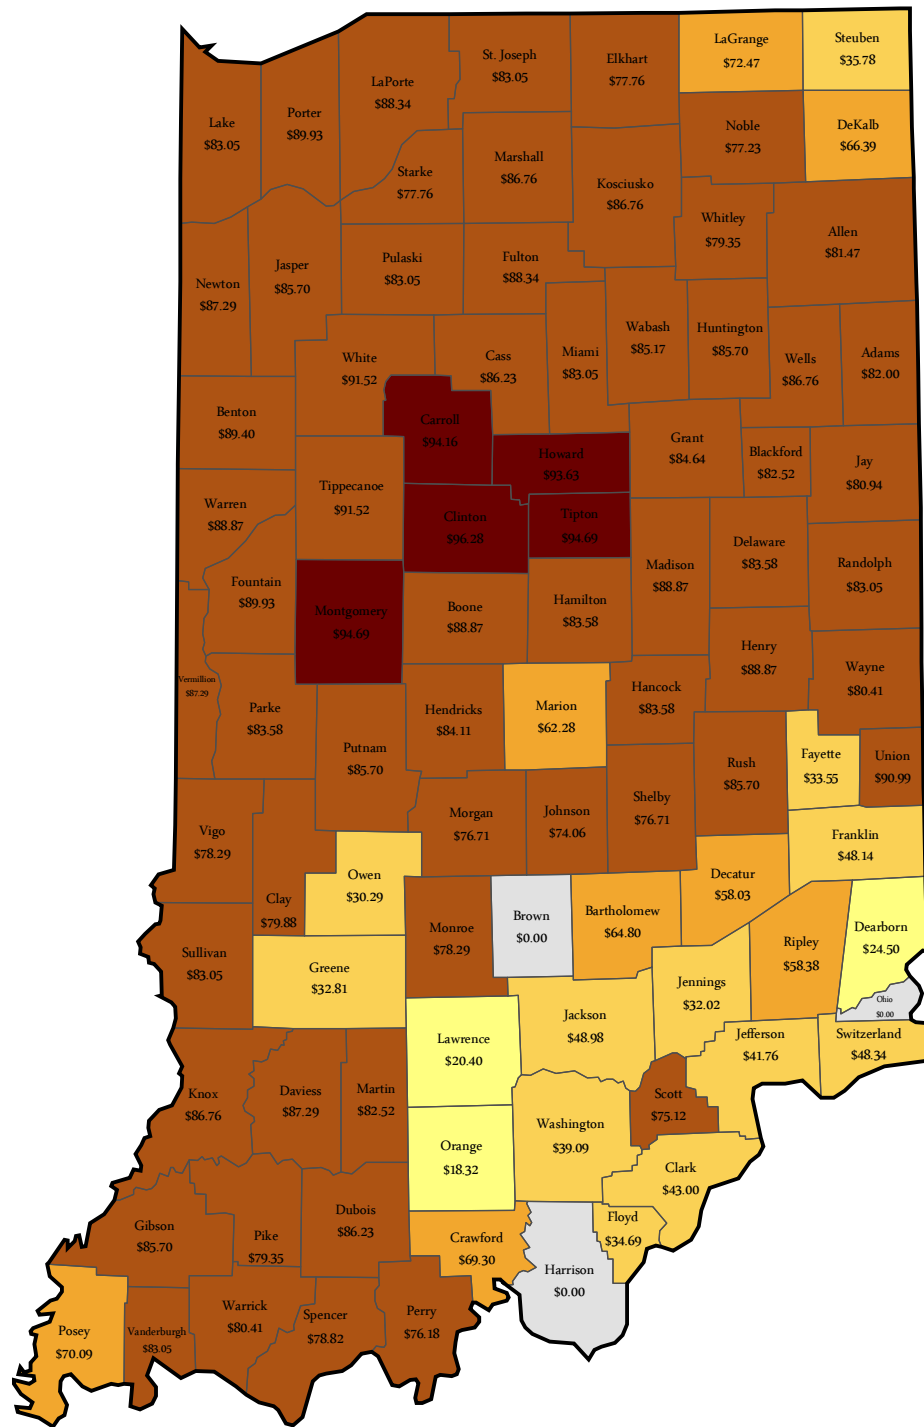 LaGrange
$72.47
Steuben
$35.78
St. Joseph
$83.05
Elkhart
$77.76
LaPorte
$88.34
Porter
$89.93
Lake
$83.05
Noble
$77.23
DeKalb
$66.39
Marshall
$86.76
Starke
$77.76
Kosciusko
$86.76
Whitley
$79.35
Allen
$81.47
Newton
$87.29
Jasper
$85.70
Pulaski
$83.05
Fulton
$88.34
White
$91.52
Cass
$86.23
Miami
$83.05
Wabash
$85.17
Huntington
$85.70
Wells
$86.76
Adams
$82.00
Benton
$89.40
Carroll
$94.16
Howard
$93.63
Grant
$84.64
Blackford
$82.52
Jay
$80.94
Warren
$88.87
Tippecanoe
$91.52
Clinton
$96.28
Tipton
$94.69
Madison
$88.87
Delaware
$83.58
Randolph
$83.05
Fountain
$89.93
Montgomery
$94.69
Boone
$88.87
Hamilton
$83.58
Henry
$88.87
Wayne
$80.41
Vermillion
$87.29
Parke
$83.58
Putnam
$85.70
Hendricks
$84.11
Marion
$62.28
Hancock
$83.58
Rush
$85.70
Fayette
$33.55
Union
$90.99
Vigo
$78.29
Clay
$79.88
Owen
$30.29
Morgan
$76.71
Johnson
$74.06
Shelby
$76.71
Decatur
$58.03
Franklin
$48.14
Sullivan
$83.05
Greene
$32.81
Monroe
$78.29
Brown
$0.00
Bartholomew
$64.80
Jennings
$32.02
Ripley
$58.38
Dearborn
$24.50
Ohio
$0.00
Lawrence
$20.40
Jackson
$48.98
Jefferson
$41.76
Switzerland
$48.34
Knox
$86.76
Daviess
$87.29
Martin
$82.52
Orange
$18.32
Washington
$39.09
Scott
$75.12
Clark
$43.00
Gibson
$85.70
Pike
$79.35
Dubois
$86.23
Crawford
$69.30
Harrison
$0.00
Floyd
$34.69
Posey
$70.09
Vanderburgh
$83.05
Warrick
$80.41
Spencer
$78.82
Perry
$76.18